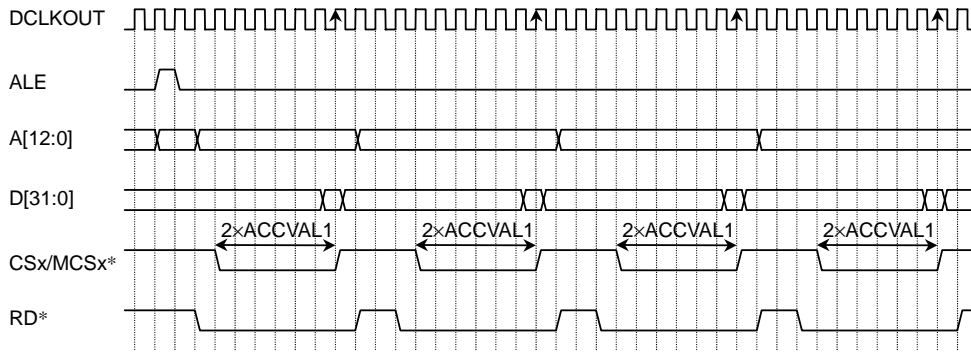 DCLKOUT
ALE
A[12:0]
D[31:0]
2×ACCVAL1 2×ACCVAL1 2×ACCVAL1 2×ACCVAL1
CSx/MCSx*
RD*